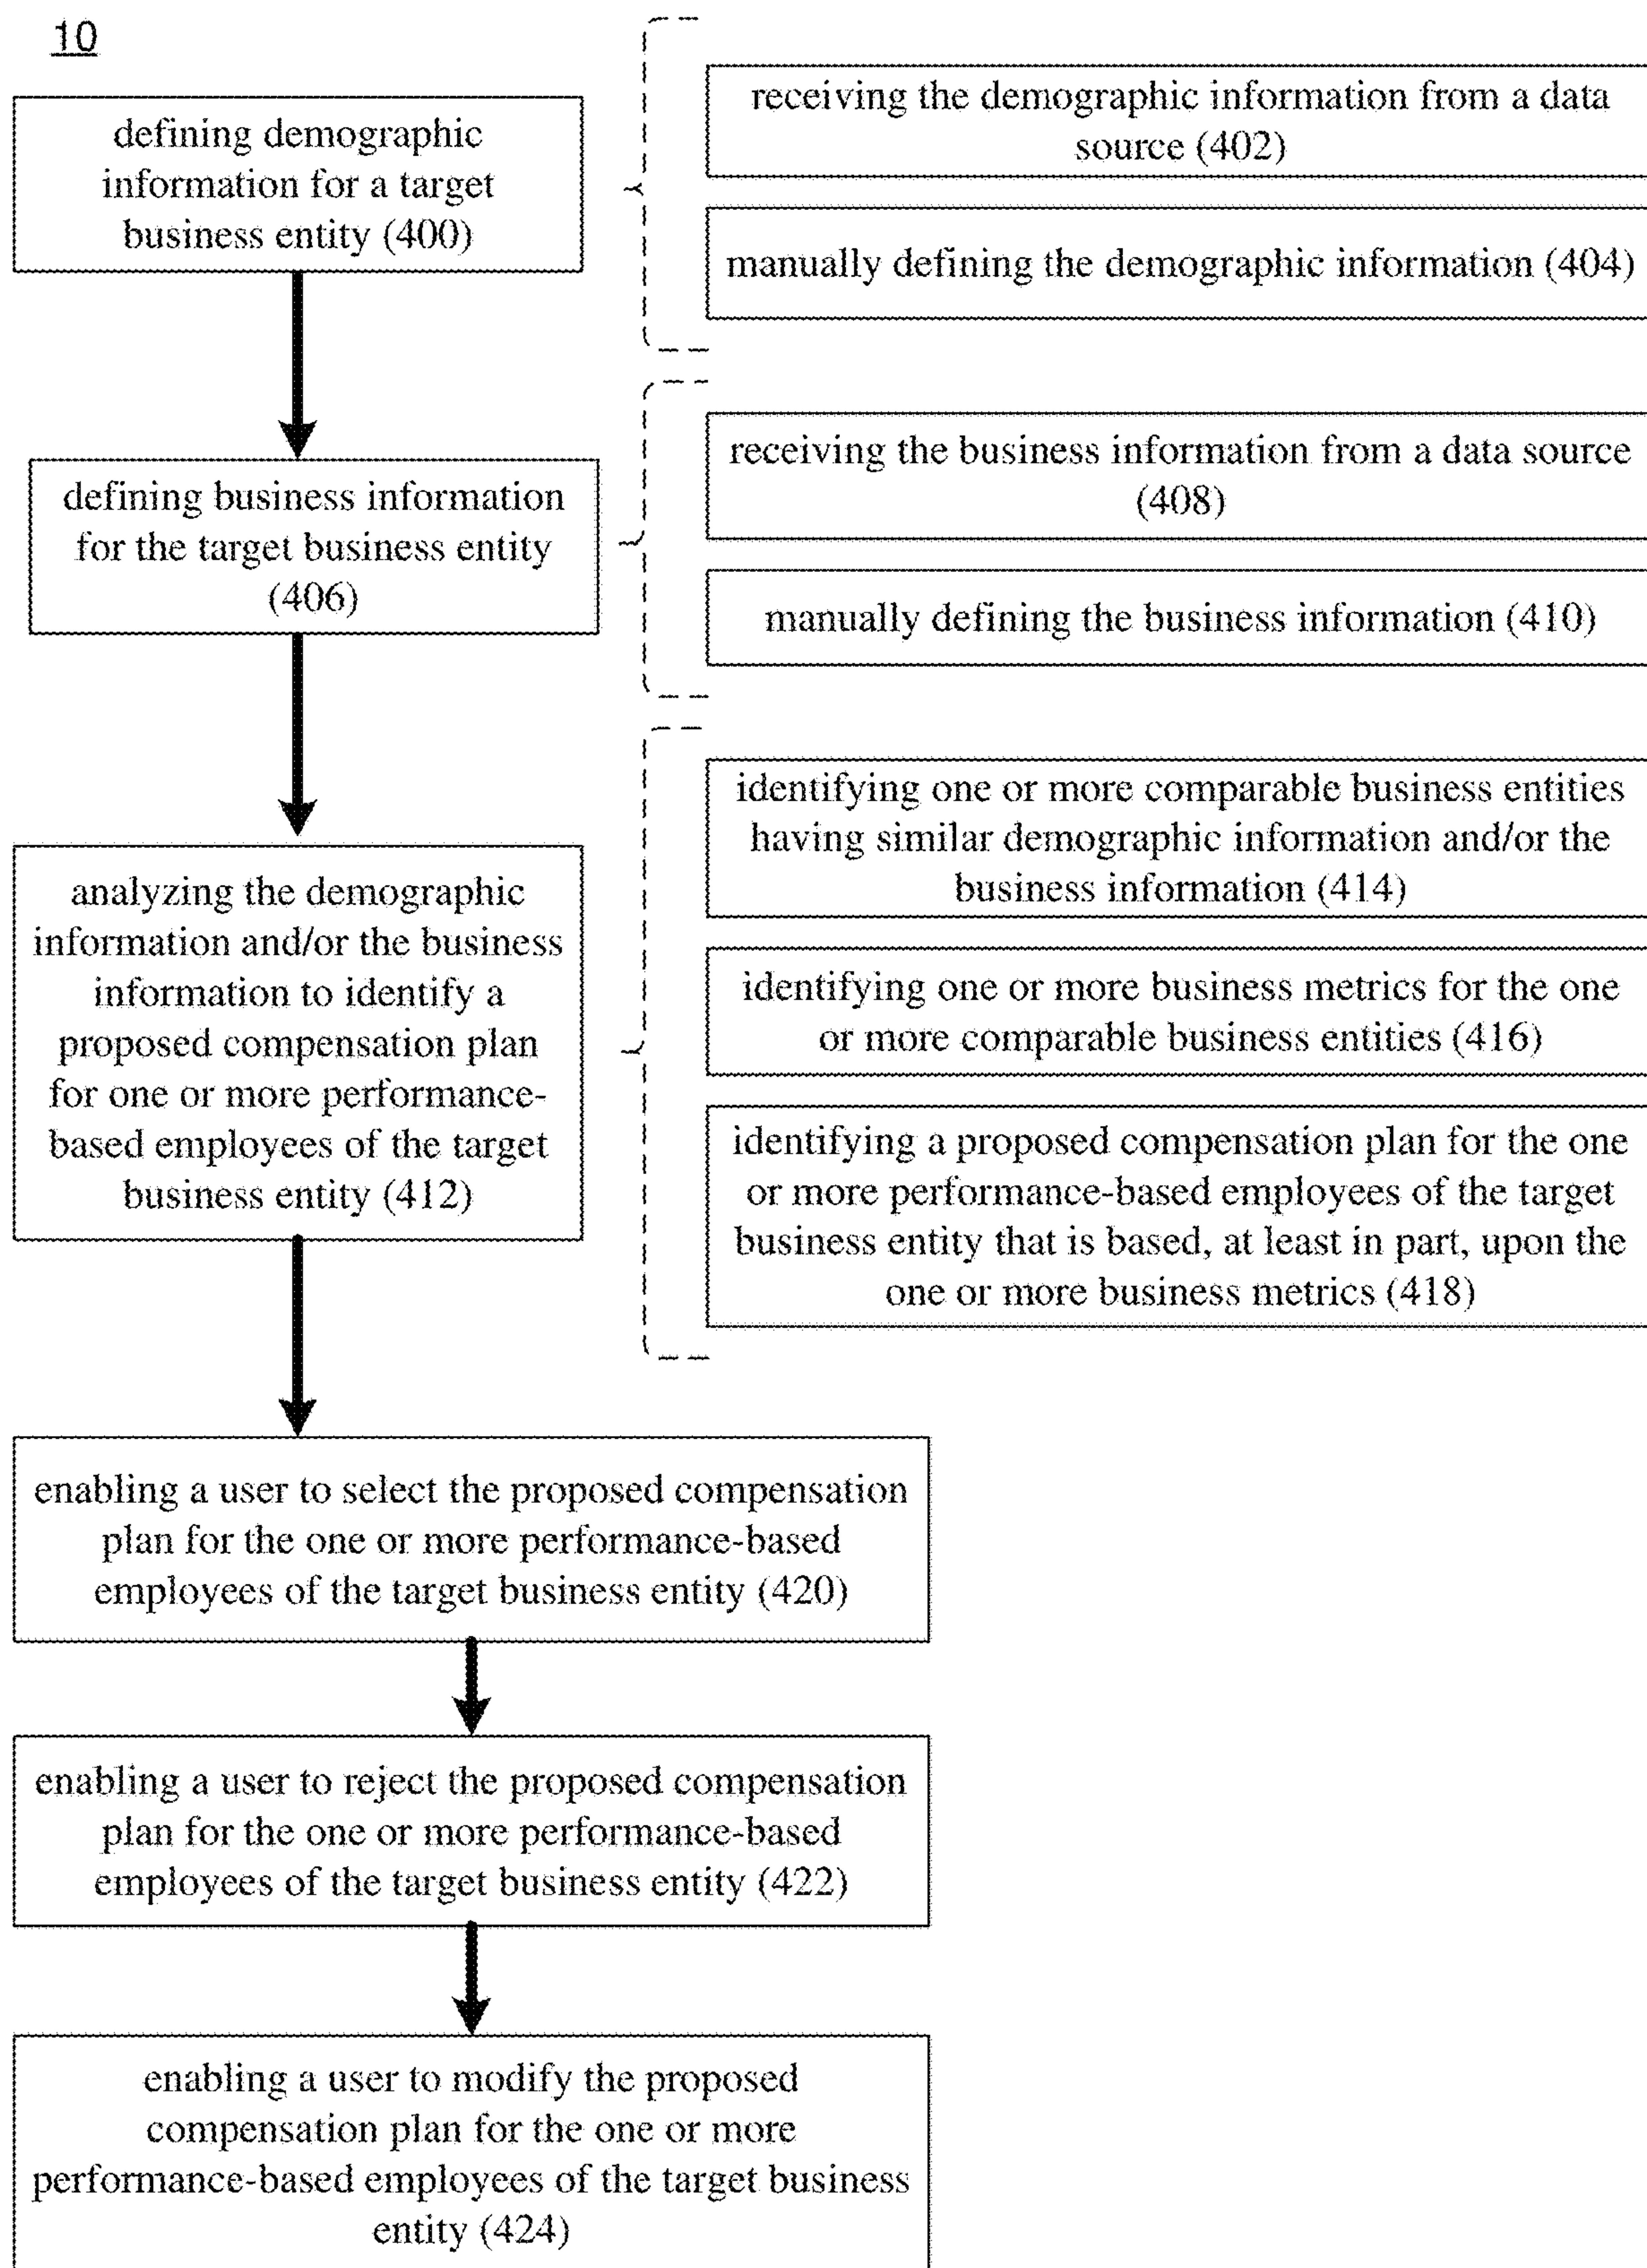 10
defining demographic
information for a target
business entity (400)
receiving the demographic information from a data
source (402)
manually defining the demographic information (404)
defining business information
for the target business entity
(406)
receiving the business information from a data source
(408)
manually defining the business information (410)
analyzing the demographic
information and/or the business
information to identify a
proposed compensation plan
for one or more performance-
based employees of the target
business entity (412)
identifying one or more comparable business entities
having similar demographic information and/or the
business information (414)
identifying one or more business metrics for the one
or more comparable business entities (416)
identifying a proposed compensation plan for the one
or more performance-based employees of the target
business entity that is based, at least in part, upon the
one or more business metrics (418)
enabling a user to select the proposed compensation
plan for the one or more performance-based
employees of the target business entity (420)
enabling a user to reject the proposed compensation
plan for the one or more performance-based
employees of the target business entity (422)
enabling a user to modify the proposed
compensation plan for the one or more
performance-based employees of the target business
entity (424)